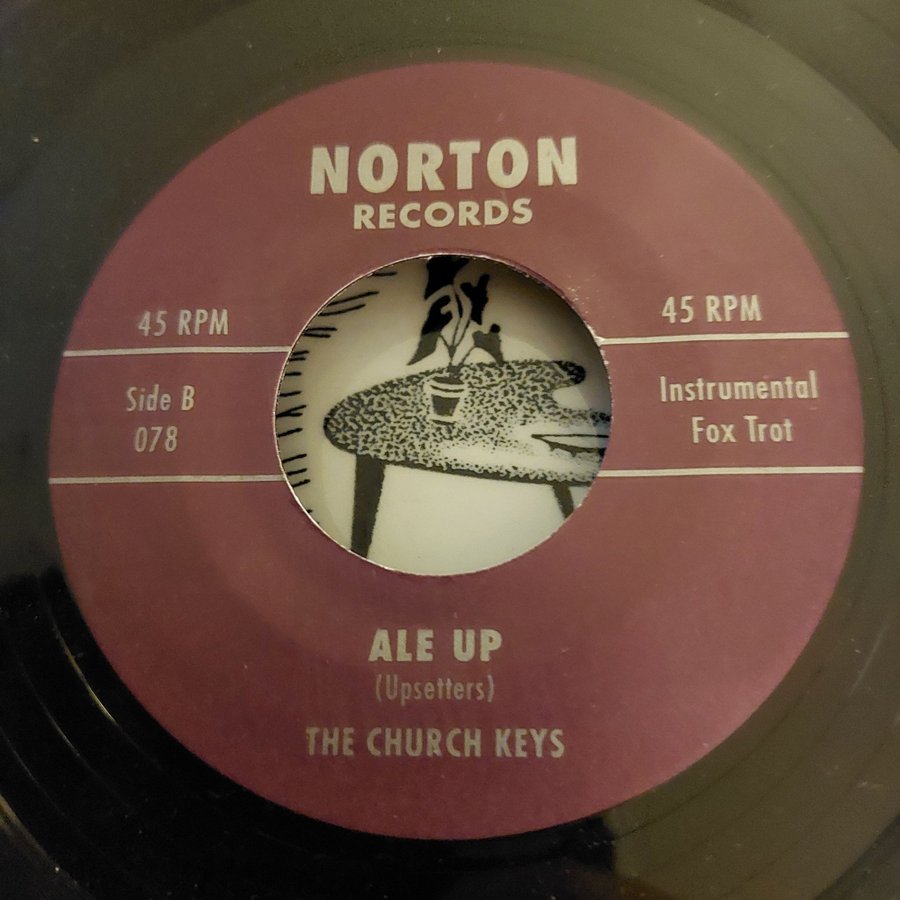 NORTON
RECORDS
45 RPM
Side B
078
45 RPM
Instrumental
Fox Trot
ALE UP
(Upsetters)
THE CHURCH KEYS